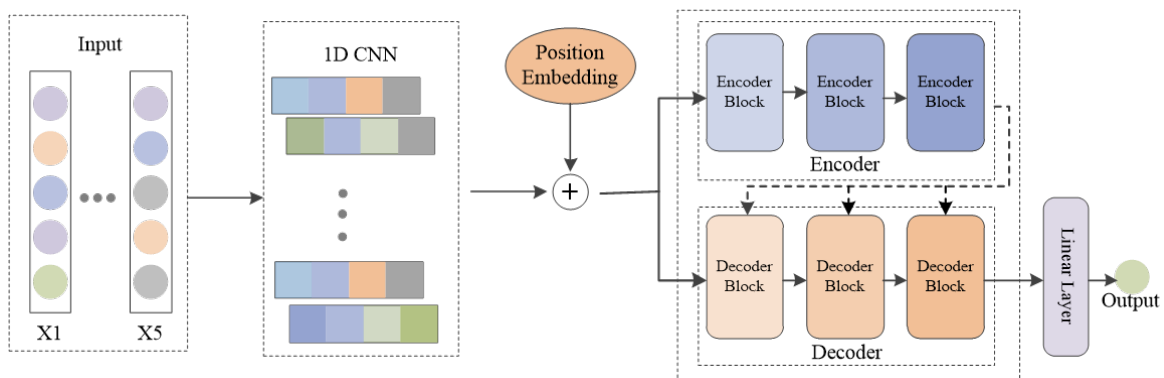 Input
X1
X5
1D CNN
Position
Embedding
+
Encoder
Block
Encoder
Block
Encoder
Block
Encoder
Decoder
Block
Decoder
Block
Decoder
Block
Decoder
Linear Layer
Output